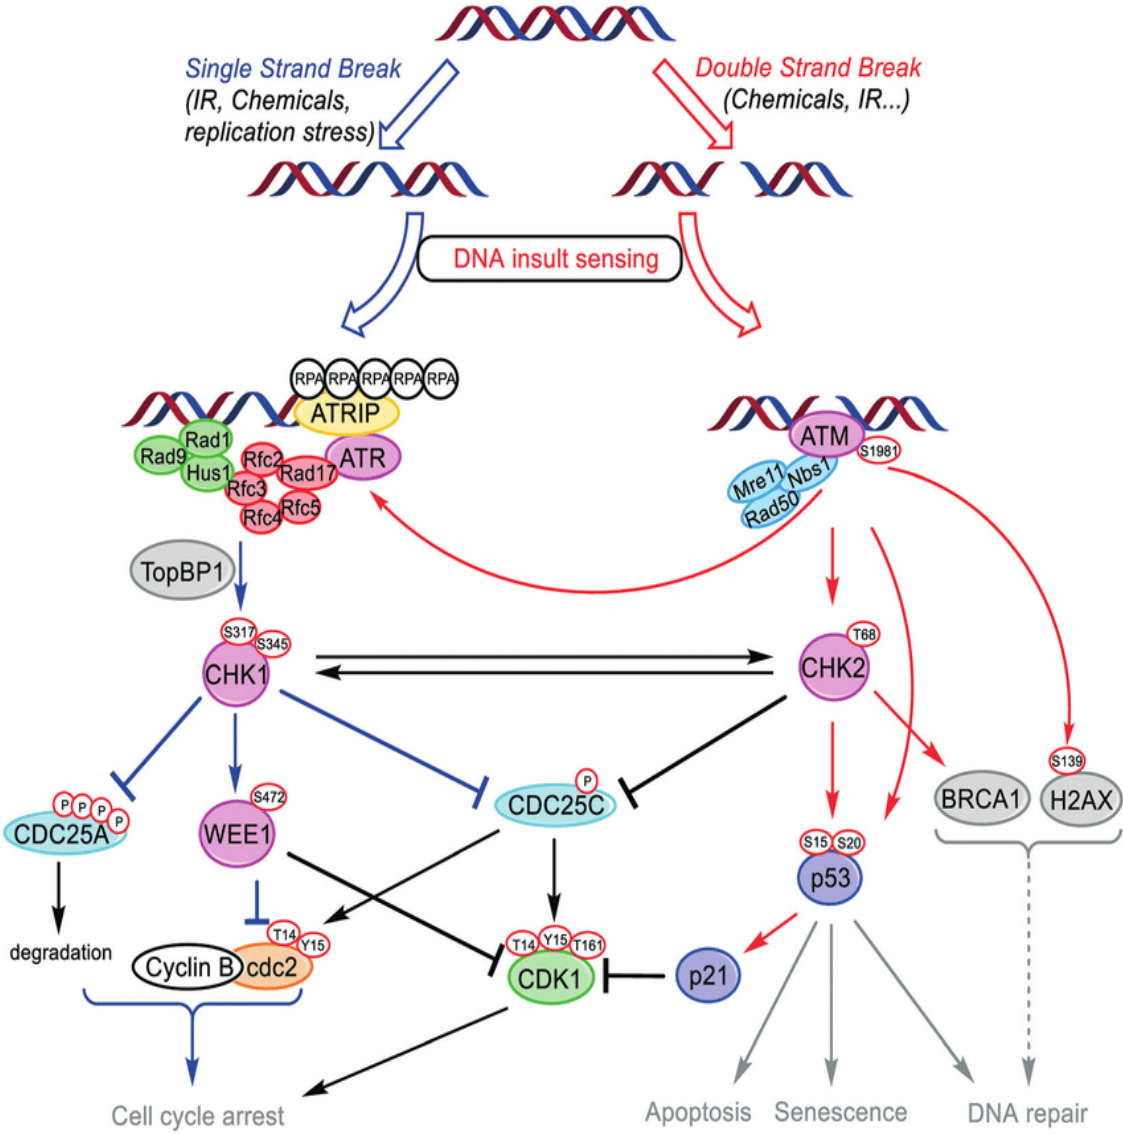 Single Strand Break
(IR, Chemicals,
replication stress)
Double Strand Break
(Chemicals, IR...)
DNA insult sensing
RPA RPA RPA RPA RPA
ATRIP
ATR
Rad1
Rad9
Hus1
Rfc2
Rad17
Rfc3
Rfc4
Rfc5
ATM
S1981
Mre11
Nbs1
Rad50
TopBP1
S317
S345
CHK1
T68
CHK2
P P P P
CDC25A
S472
WEE1
P
CDC25C
S139
BRCA1
H2AX
S15 S20
p53
degradation
T14
Y15
Cyclin B
cdc2
T14 Y15 T161
CDK1
p21
Cell cycle arrest
Apoptosis
Senescence
DNA repair